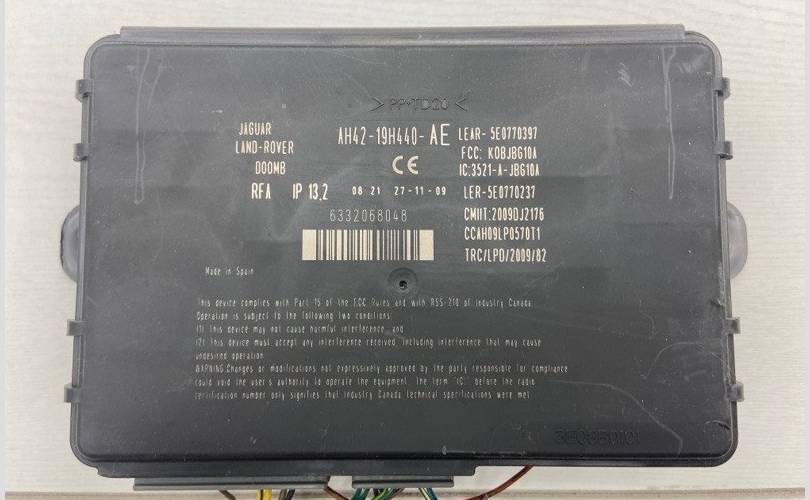 >PP-TD20<
JAGUAR
LAND-ROVER
DOOMB
AH42-19H440-AE
LEAR- 5E0770397
FCC: KOBJBG10A
IC:3521-A-JBG10A
CE
RFA IP 13.2 08 21 27-11-09
LER-5E0770237
6332068048
CMIIT:2009DJ2176
CCAH09LP0570T1
TRC/LPD/2009/82
Made in Spain
This device complies with Part 15 of the FCC Rules and with RSS-210 of Industry Canada.
Operation is subject to the following two conditions:
(1) This device may not cause harmful interference, and
(2) This device must accept any interference received, including interference that may cause
undesired operation
WARNING:Changes or modifications not expressively approved by the party responsible for compliance
could void the users authority to operate the equipment. The term "IC:" before the radio
certification number only signifies that Industry Canada technical specifications were met